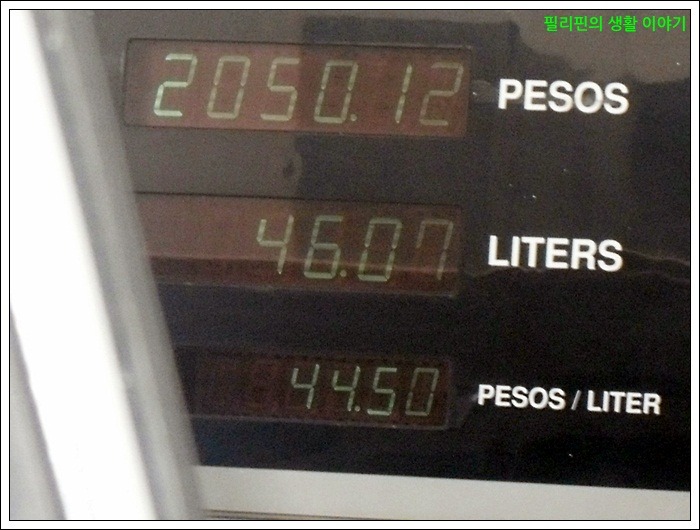 필리핀의 생활 이야기
2050.12 PESOS
46.07 LITERS
44.50 PESOS / LITER